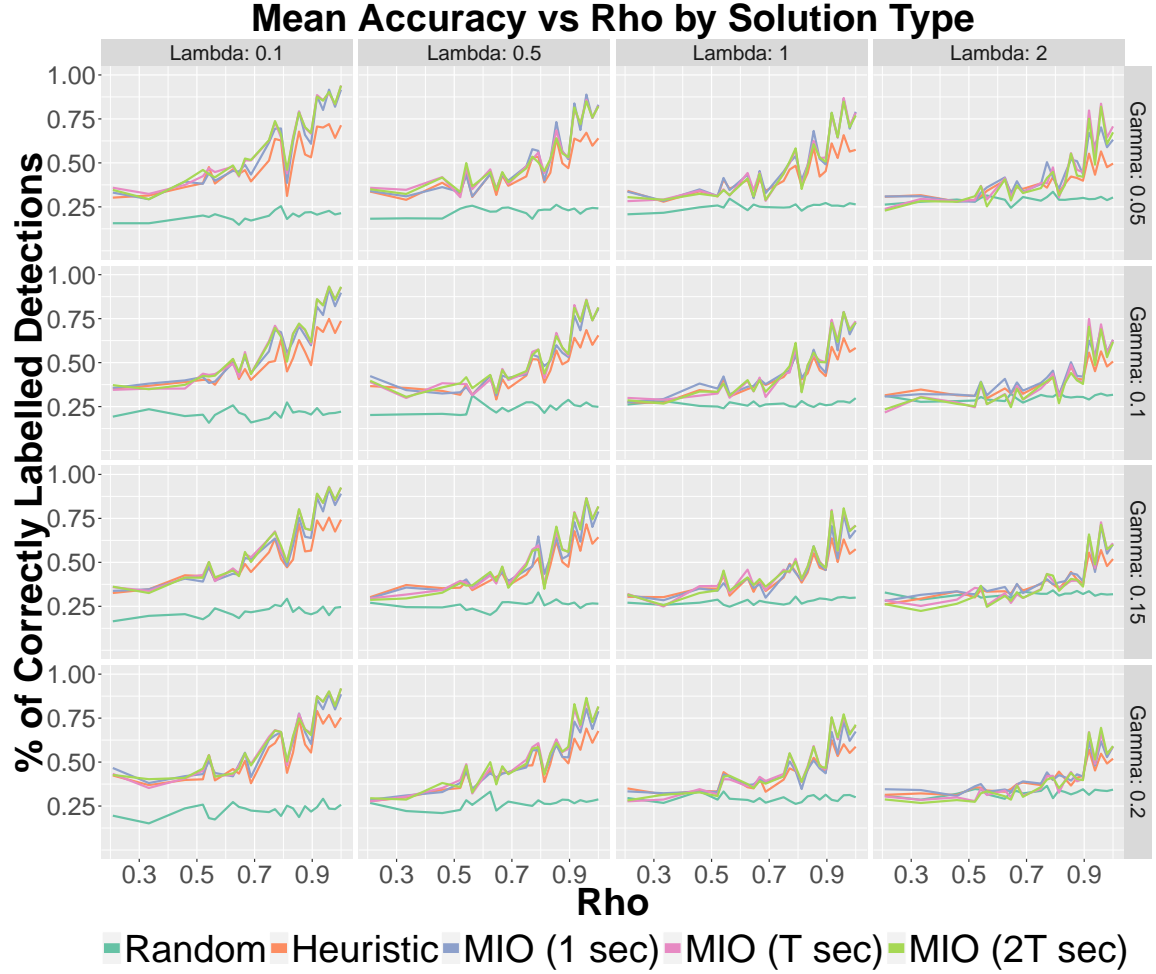 Mean Accuracy vs Rho by Solution Type
Lambda: 0.1 Lambda: 0.5 Lambda: 1 Lambda: 2
% of Correctly Labelled Detections
1.00
0.75
0.50
0.25
Gamma: 0.05
1.00
0.75
0.50
0.25
Gamma: 0.1
1.00
0.75
0.50
0.25
Gamma: 0.15
1.00
0.75
0.50
0.25
Gamma: 0.2
0.3 0.5 0.7 0.9 0.3 0.5 0.7 0.9 0.3 0.5 0.7 0.9 0.3 0.5 0.7 0.9
Rho
Random Heuristic MIO (1 sec) MIO (T sec) MIO (2T sec)